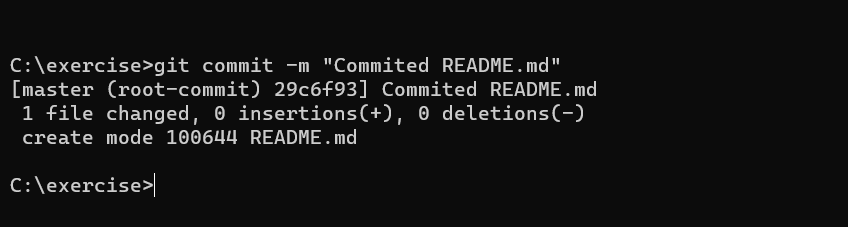 C:\exercise>git commit -m "Commited README.md"
[master (root-commit) 29c6f93] Commited README.md
 1 file changed, 0 insertions(+), 0 deletions(-)
 create mode 100644 README.md
C:\exercise>